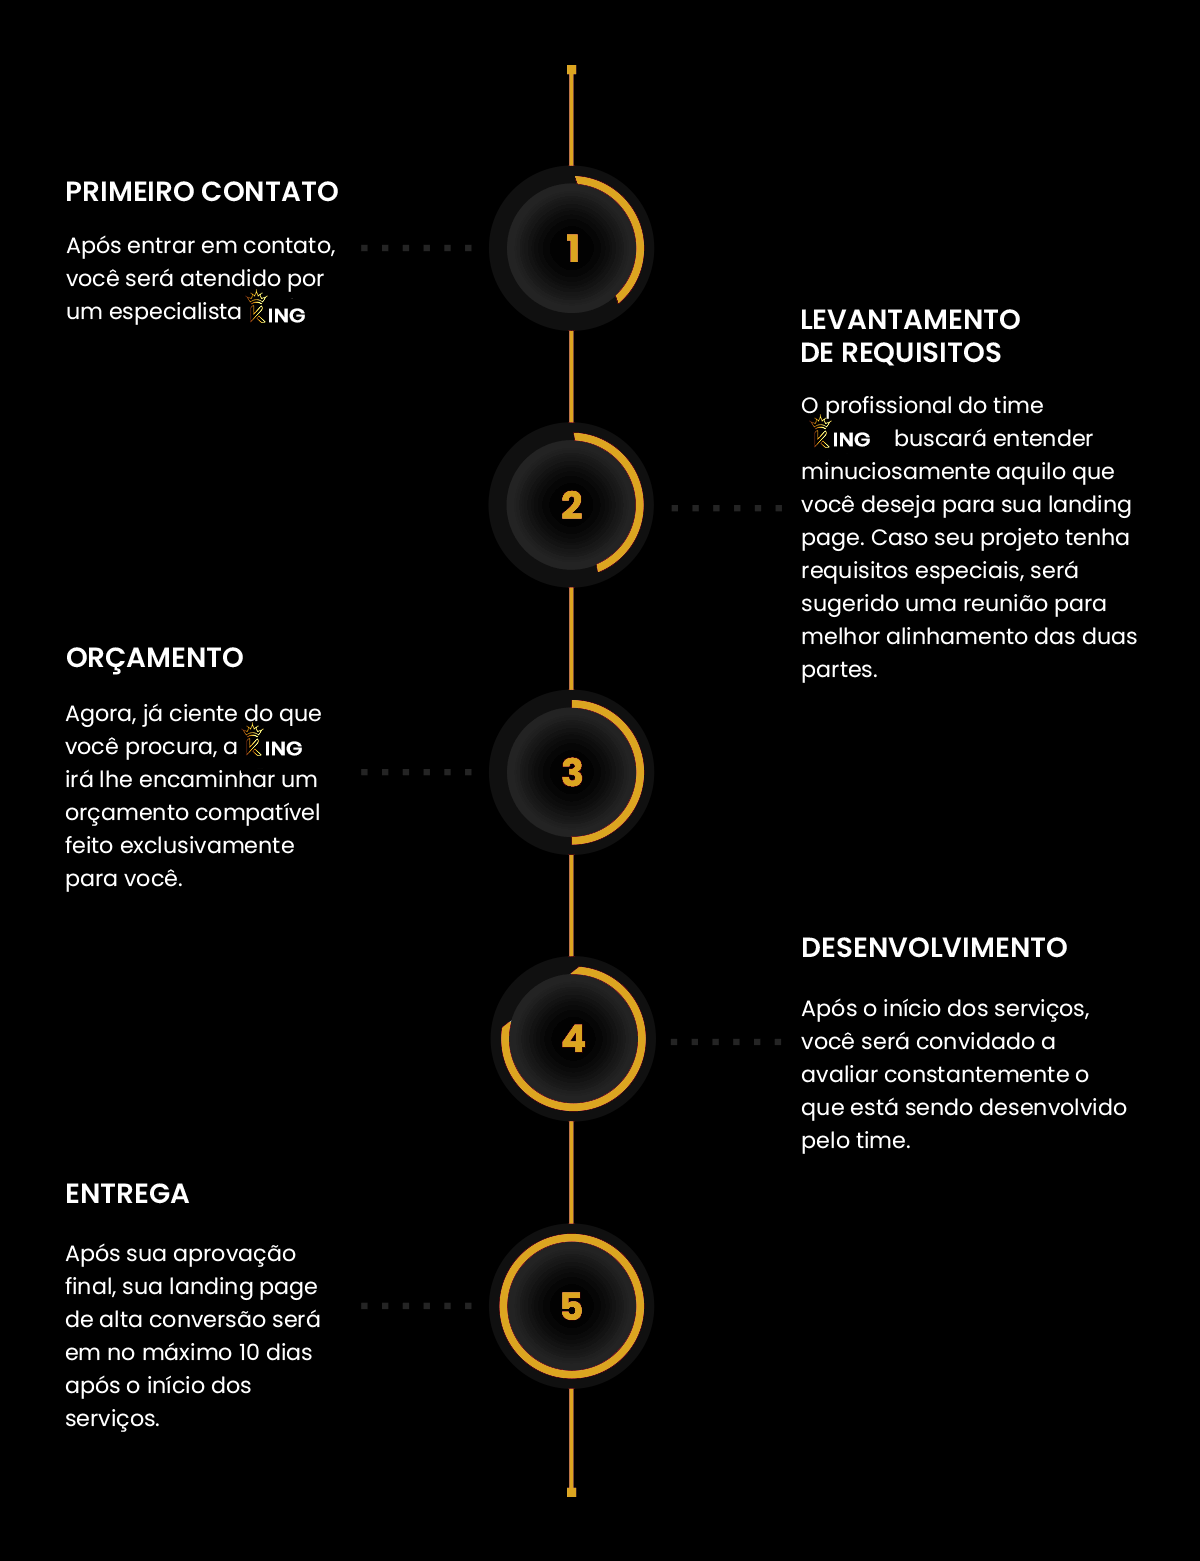 PRIMEIRO CONTATO
Após entrar em contato,
você será atendido por
um especialista KING
1
LEVANTAMENTO
DE REQUISITOS
O profissional do time
KING buscará entender
minuciosamente aquilo que
você deseja para sua landing
page. Caso seu projeto tenha
requisitos especiais, será
sugerido uma reunião para
melhor alinhamento das duas
partes.
2
ORÇAMENTO
Agora, já ciente do que
você procura, a KING
irá lhe encaminhar um
orçamento compatível
feito exclusivamente
para você.
3
DESENVOLVIMENTO
Após o início dos serviços,
você será convidado a
avaliar constantemente o
que está sendo desenvolvido
pelo time.
4
ENTREGA
Após sua aprovação
final, sua landing page
de alta conversão será
em no máximo 10 dias
após o início dos
serviços.
5